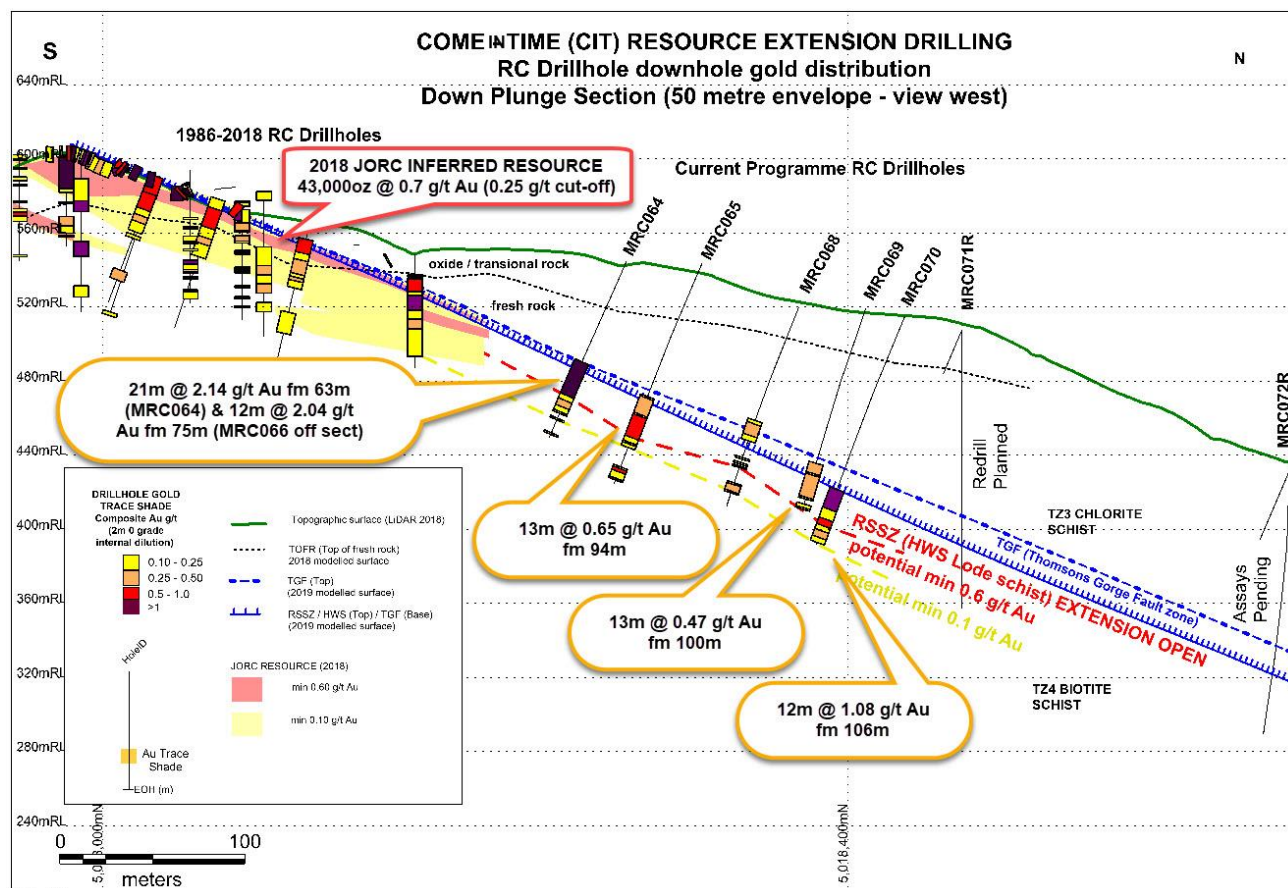 S
COME IN TIME (CIT) RESOURCE EXTENSION DRILLING
RC Drillhole downhole gold distribution
Down Plunge Section (50 metre envelope - view west)
N
640mRL
600mRL
560mRL
520mRL
480mRL
440mRL
400mRL
360mRL
320mRL
280mRL
240mRL
1986-2018 RC Drillholes
2018 JORC INFERRED RESOURCE
43,000oz @ 0.7 g/t Au (0.25 g/t cut-off)
Current Programme RC Drillholes
MRC064
MRC065
MRC068
MRC069
MRC070
MRC071R
MRC072R
oxide / transional rock
fresh rock
21m @ 2.14 g/t Au fm 63m
(MRC064) & 12m @ 2.04 g/t
Au fm 75m (MRC066 off sect)
13m @ 0.65 g/t Au
fm 94m
13m @ 0.47 g/t Au
fm 100m
12m @ 1.08 g/t Au
fm 106m
Redrill
Planned
Assays
Pending
TZ3 CHLORITE
SCHIST
TGF (Thomsons Gorge Fault zone)
RSSZ (HWS Lode schist) EXTENSION OPEN
potential min 0.6 g/t Au
Potential min 0.1 g/t Au
TZ4 BIOTITE
SCHIST
DRILLHOLE GOLD
TRACE SHADE
Composite Au g/t
(2m 0 grade
internal dilution)
0.10 - 0.25
0.25 - 0.50
0.5 - 1.0
>1
HoleID
Au Trace
Shade
EOH (m)
Topographic surface (LiDAR 2018)
TOFR (Top of fresh rock)
2018 modelled surface
TGF (Top)
(2019 modelled surface)
RSSZ / HWS (Top) / TGF (Base)
(2019 modelled surface)
JORC RESOURCE (2018)
min 0.60 g/t Au
min 0.10 g/t Au
0
100
meters
5,018,000mN
5,018,400mN